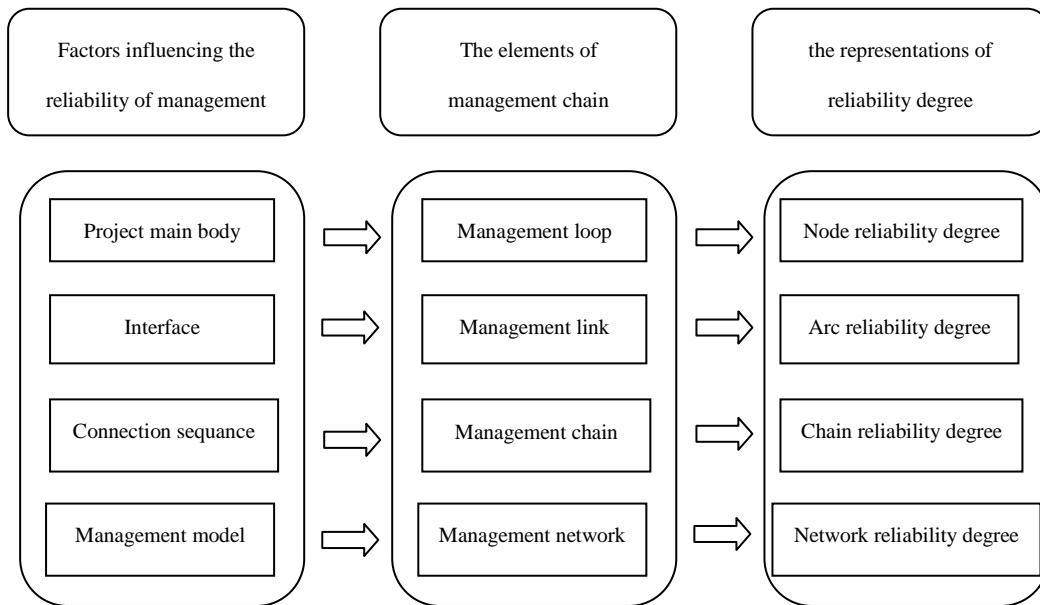 Factors influencing the
reliability of management
The elements of
management chain
the representations of
reliability degree
Project main body
Management loop
Node reliability degree
Interface
Management link
Arc reliability degree
Connection sequance
Management chain
Chain reliability degree
Management model
Management network
Network reliability degree